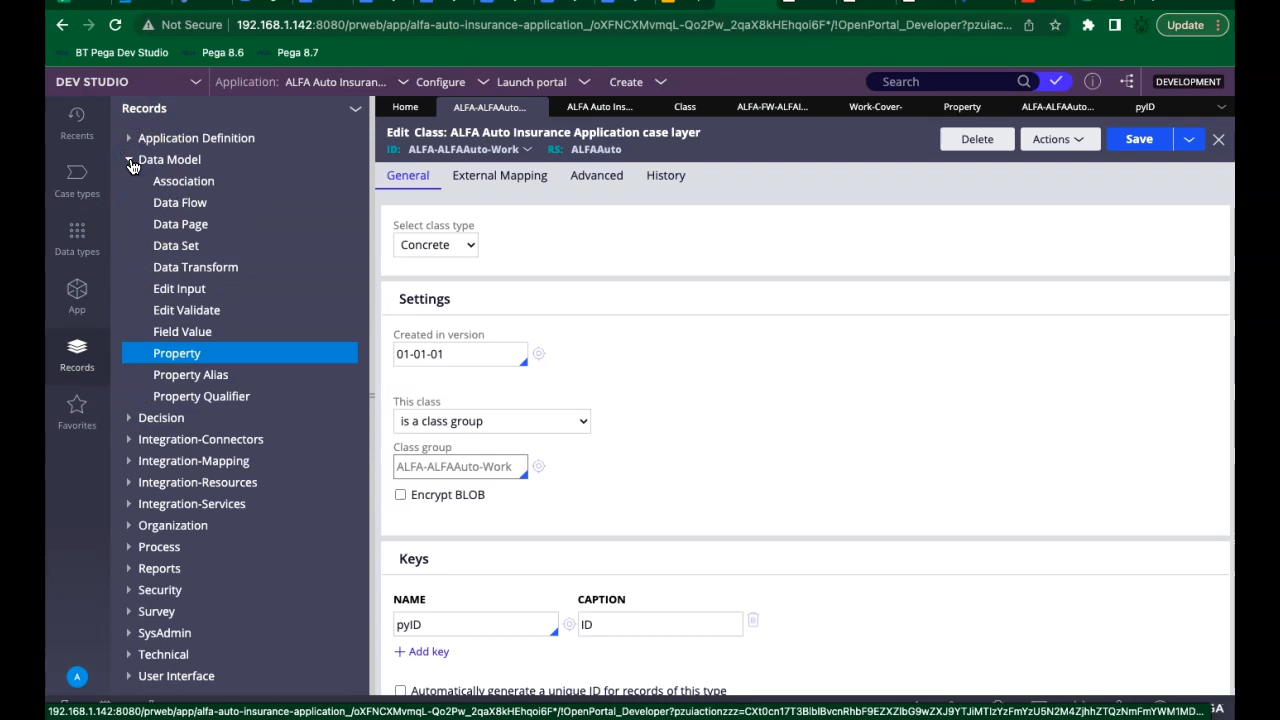 Not Secure
192.168.1.142:8080/prweb/app/alfa-auto-insurance-application_/oXFNCXMvmqL-Qo2Pw_2qaX8kHEhqoi6F*/!OpenPortal_Developer?pzuiac...
Update
BT Pega Dev Studio
Pega 8.6
Pega 8.7
DEV STUDIO
Application: ALFA Auto Insuran...
Configure
Launch portal
Create
Search
DEVELOPMENT
Recents
Case types
Data types
App
Records
Favorites
A
Records
Application Definition
Data Model
Association
Data Flow
Data Page
Data Set
Data Transform
Edit Input
Edit Validate
Field Value
Property
Property Alias
Property Qualifier
Decision
Integration-Connectors
Integration-Mapping
Integration-Resources
Integration-Services
Organization
Process
Reports
Security
Survey
SysAdmin
Technical
User Interface
Home
ALFA-ALFAAuto...
ALFA Auto Ins...
Class
ALFA-FW-ALFAI...
Work-Cover-
Property
ALFA-ALFAAuto...
pyID
Edit Class: ALFA Auto Insurance Application case layer
ID: ALFA-ALFAAuto-Work
RS: ALFAAuto
Delete
Actions
Save
General
External Mapping
Advanced
History
Select class type
Concrete
Settings
Created in version
01-01-01
This class
is a class group
Class group
ALFA-ALFAAuto-Work
Encrypt BLOB
Keys
NAME
CAPTION
pyID
ID
+ Add key
Automatically generate a unique ID for records of this type